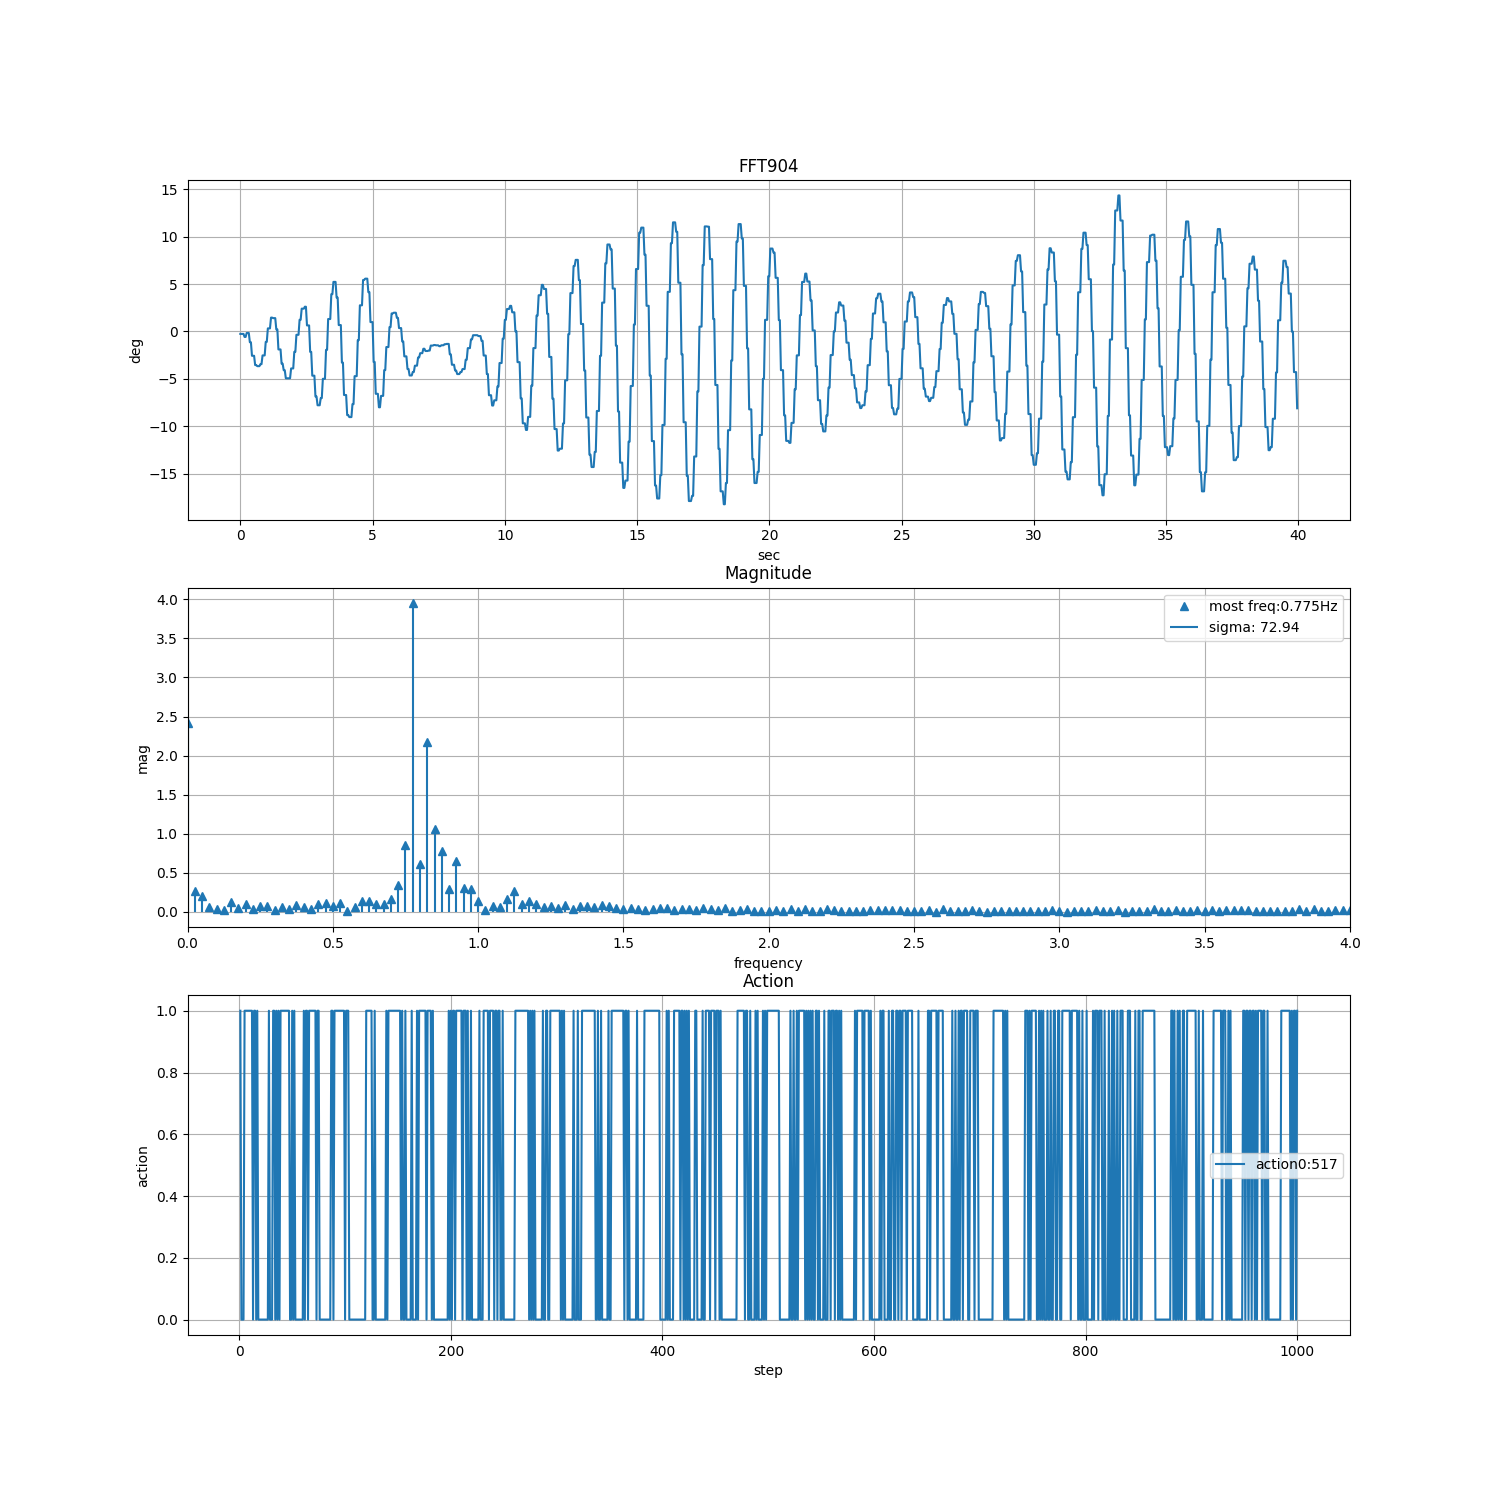 FFT904
15
10
5
0
−5
−10
−15
deg
0 5 10 15 20 25 30 35 40
sec
Magnitude
4.0
3.5
3.0
2.5
2.0
1.5
1.0
0.5
0.0
mag
most freq:0.775Hz
sigma: 72.94
0.0 0.5 1.0 1.5 2.0 2.5 3.0 3.5 4.0
frequency
Action
1.0
0.8
0.6
0.4
0.2
0.0
action
action0:517
0 200 400 600 800 1000
step